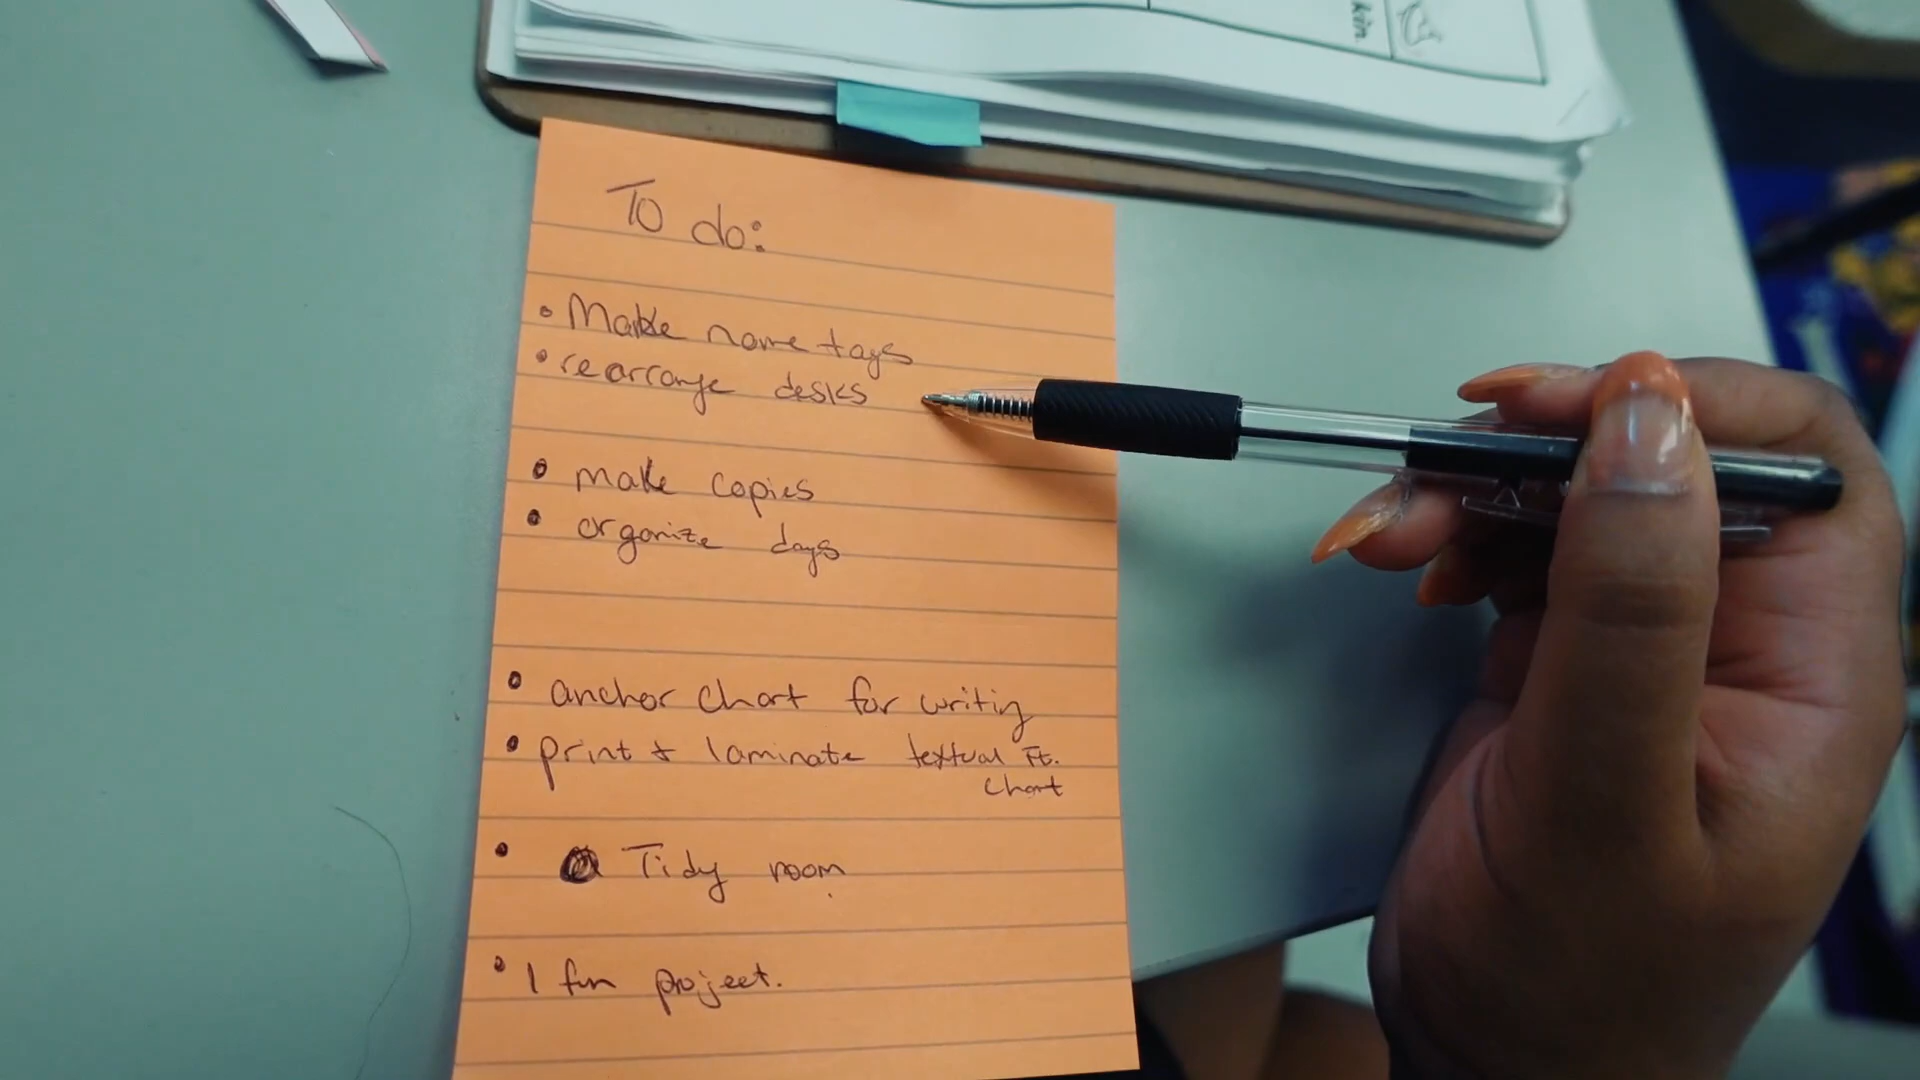 kin.
To do:
• Make name tags
• rearrange desks
• make copies
• organize days
• anchor chart for writing
• print & laminate textual Ft.
chart
• Tidy room
• 1 fun project.